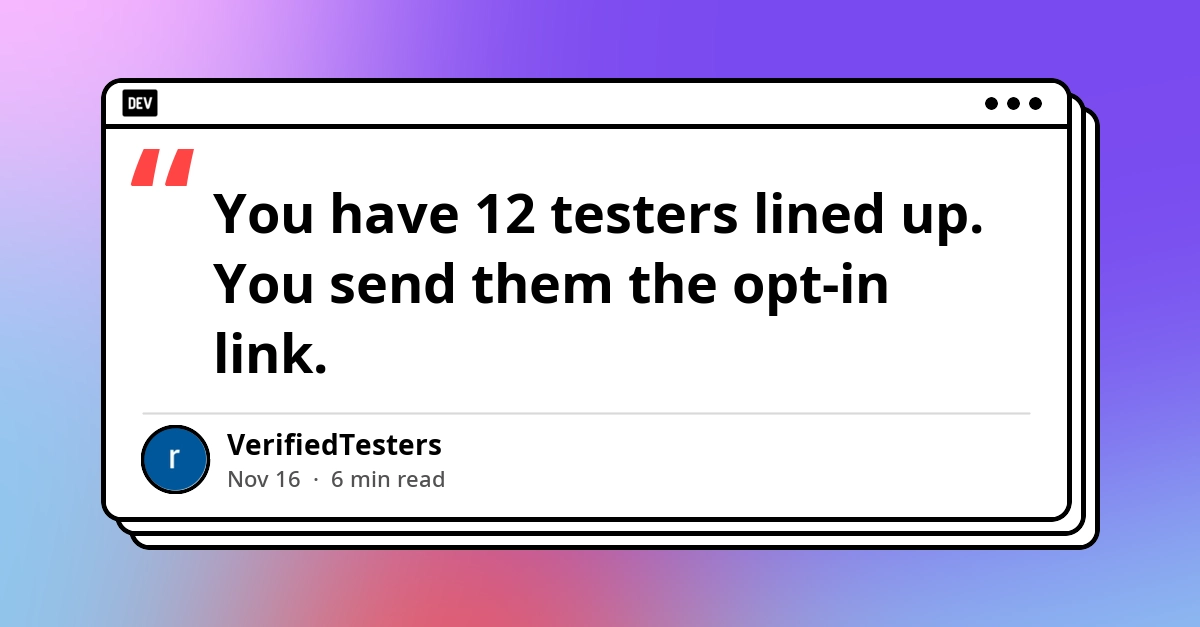 DEV
“
You have 12 testers lined up.
You send them the opt-in
link.
r
VerifiedTesters
Nov 16 · 6 min read